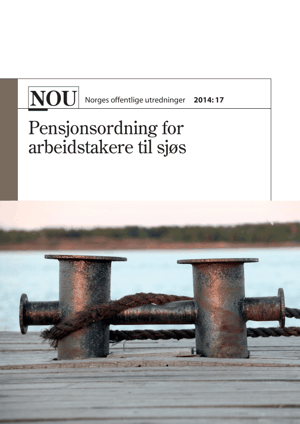 NOU Norges offentlige utredninger 2014: 17
Pensjonsordning for
arbeidstakere til sjøs